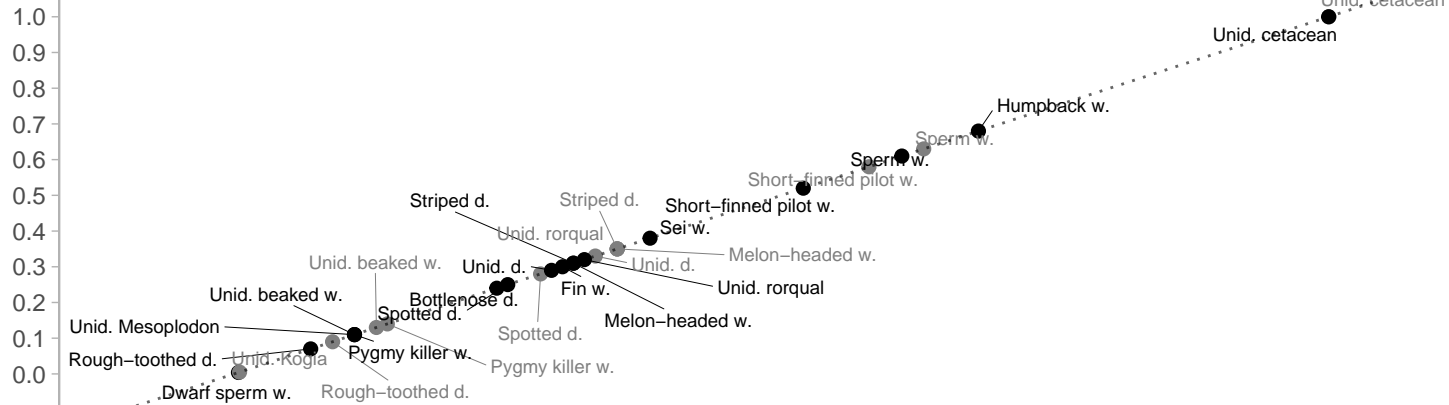 Unid. cetacean
1.0
Unid. cetacean
0.9
0.8
Humpback w.
0.7
Sperm w.
0.6
Sperm w.
Short−finned pilot w.
0.5
Striped d.
Striped d.
Short−finned pilot w.
0.4
Unid. rorqual
Sei w.
Melon−headed w.
0.3
Unid. beaked w.
Unid. d.
Unid. d.
Fin w.
Unid. rorqual
Unid. beaked w.
Bottlenose d.
0.2
Spotted d.
Melon−headed w.
Unid. Mesoplodon
Spotted d.
0.1
Pygmy killer w.
Rough−toothed d.
Unid. Kogia
Pygmy killer w.
0.0
Dwarf sperm w.
Rough−toothed d.